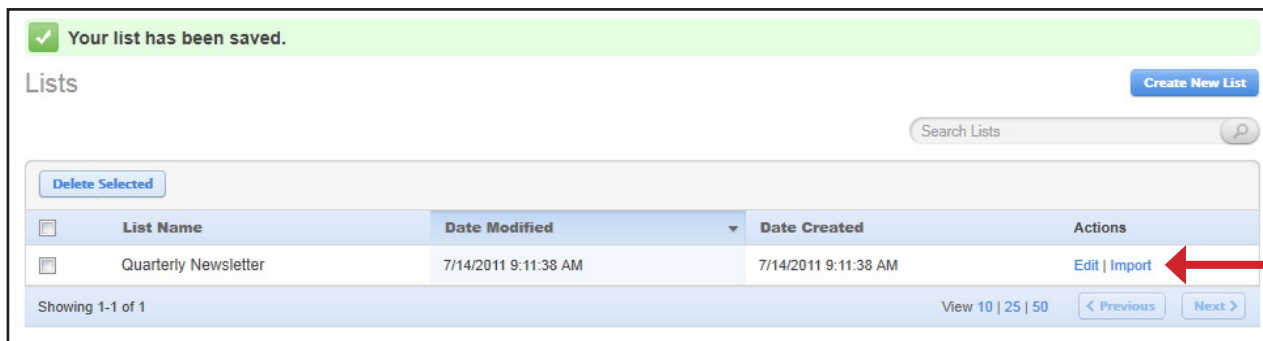 Your list has been saved.
Lists
Create New List
Search Lists
Delete Selected
List Name Date Modified Date Created Actions
Quarterly Newsletter 7/14/2011 9:11:38 AM 7/14/2011 9:11:38 AM Edit | Import
Showing 1-1 of 1 View 10 | 25 | 50 < Previous Next >